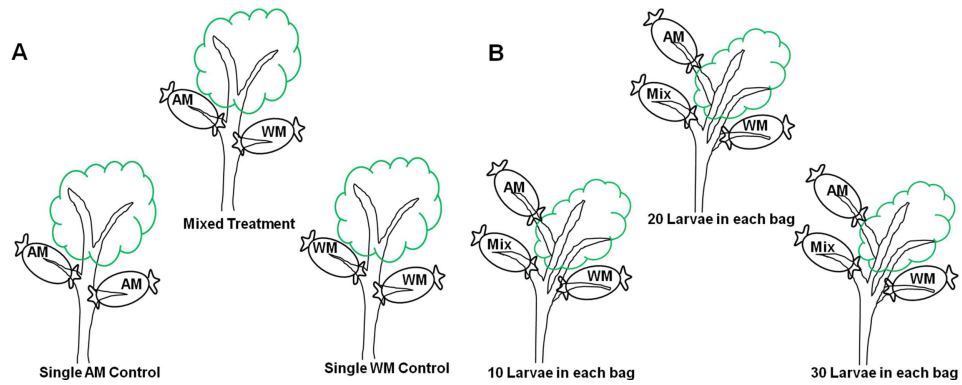 A
AM
WM
Mixed Treatment
AM
AM
Single AM Control
WM
WM
Single WM Control
B
AM
Mix
WM
20 Larvae in each bag
AM
Mix
WM
10 Larvae in each bag
AM
Mix
WM
30 Larvae in each bag